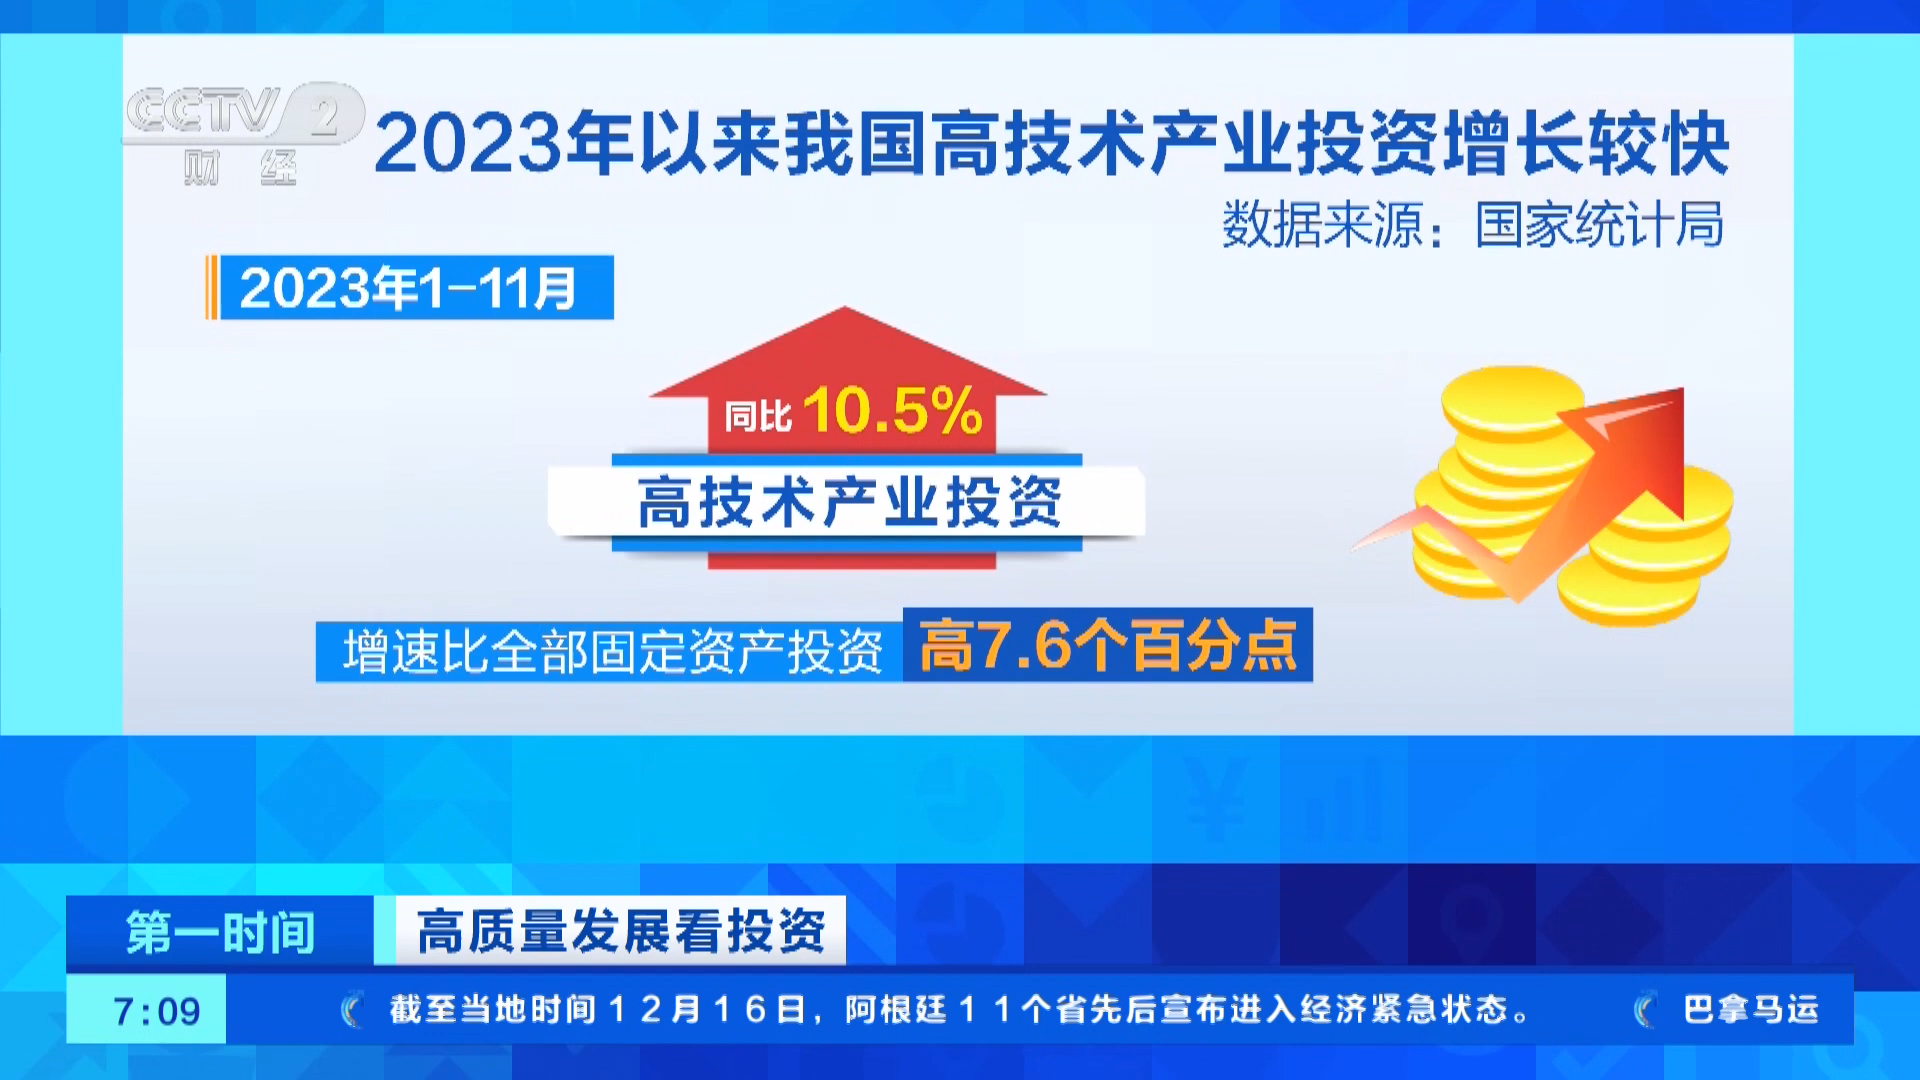 CCTV 2
财 经
2023年以来我国高技术产业投资增长较快
数据来源：国家统计局
2023年1-11月
同比 10.5%
高技术产业投资
增速比全部固定资产投资 高7.6个百分点
第一时间 高质量发展看投资
7:09 截至当地时间12月16日，阿根廷11个省先后宣布进入经济紧急状态。 巴拿马运